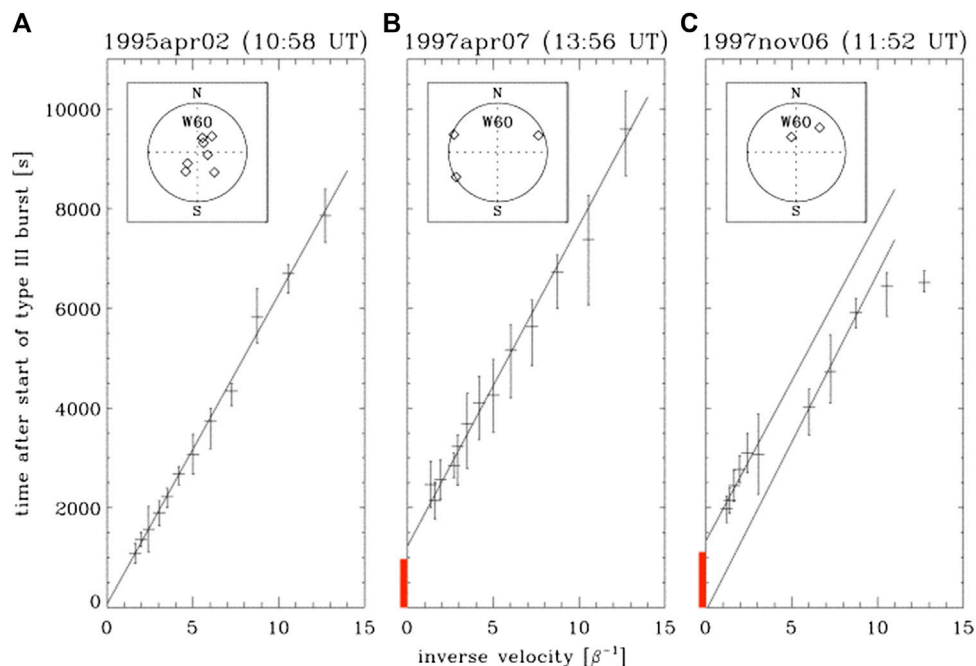 A B C
1995apr02 (10:58 UT) 1997apr07 (13:56 UT) 1997nov06 (11:52 UT)
N N N
W60 W60 W60
S S S
time after start of type III burst [s]
10000
8000
6000
4000
2000
0
0 5 10 15 0 5 10 15 0 5 10 15
inverse velocity [β⁻¹]